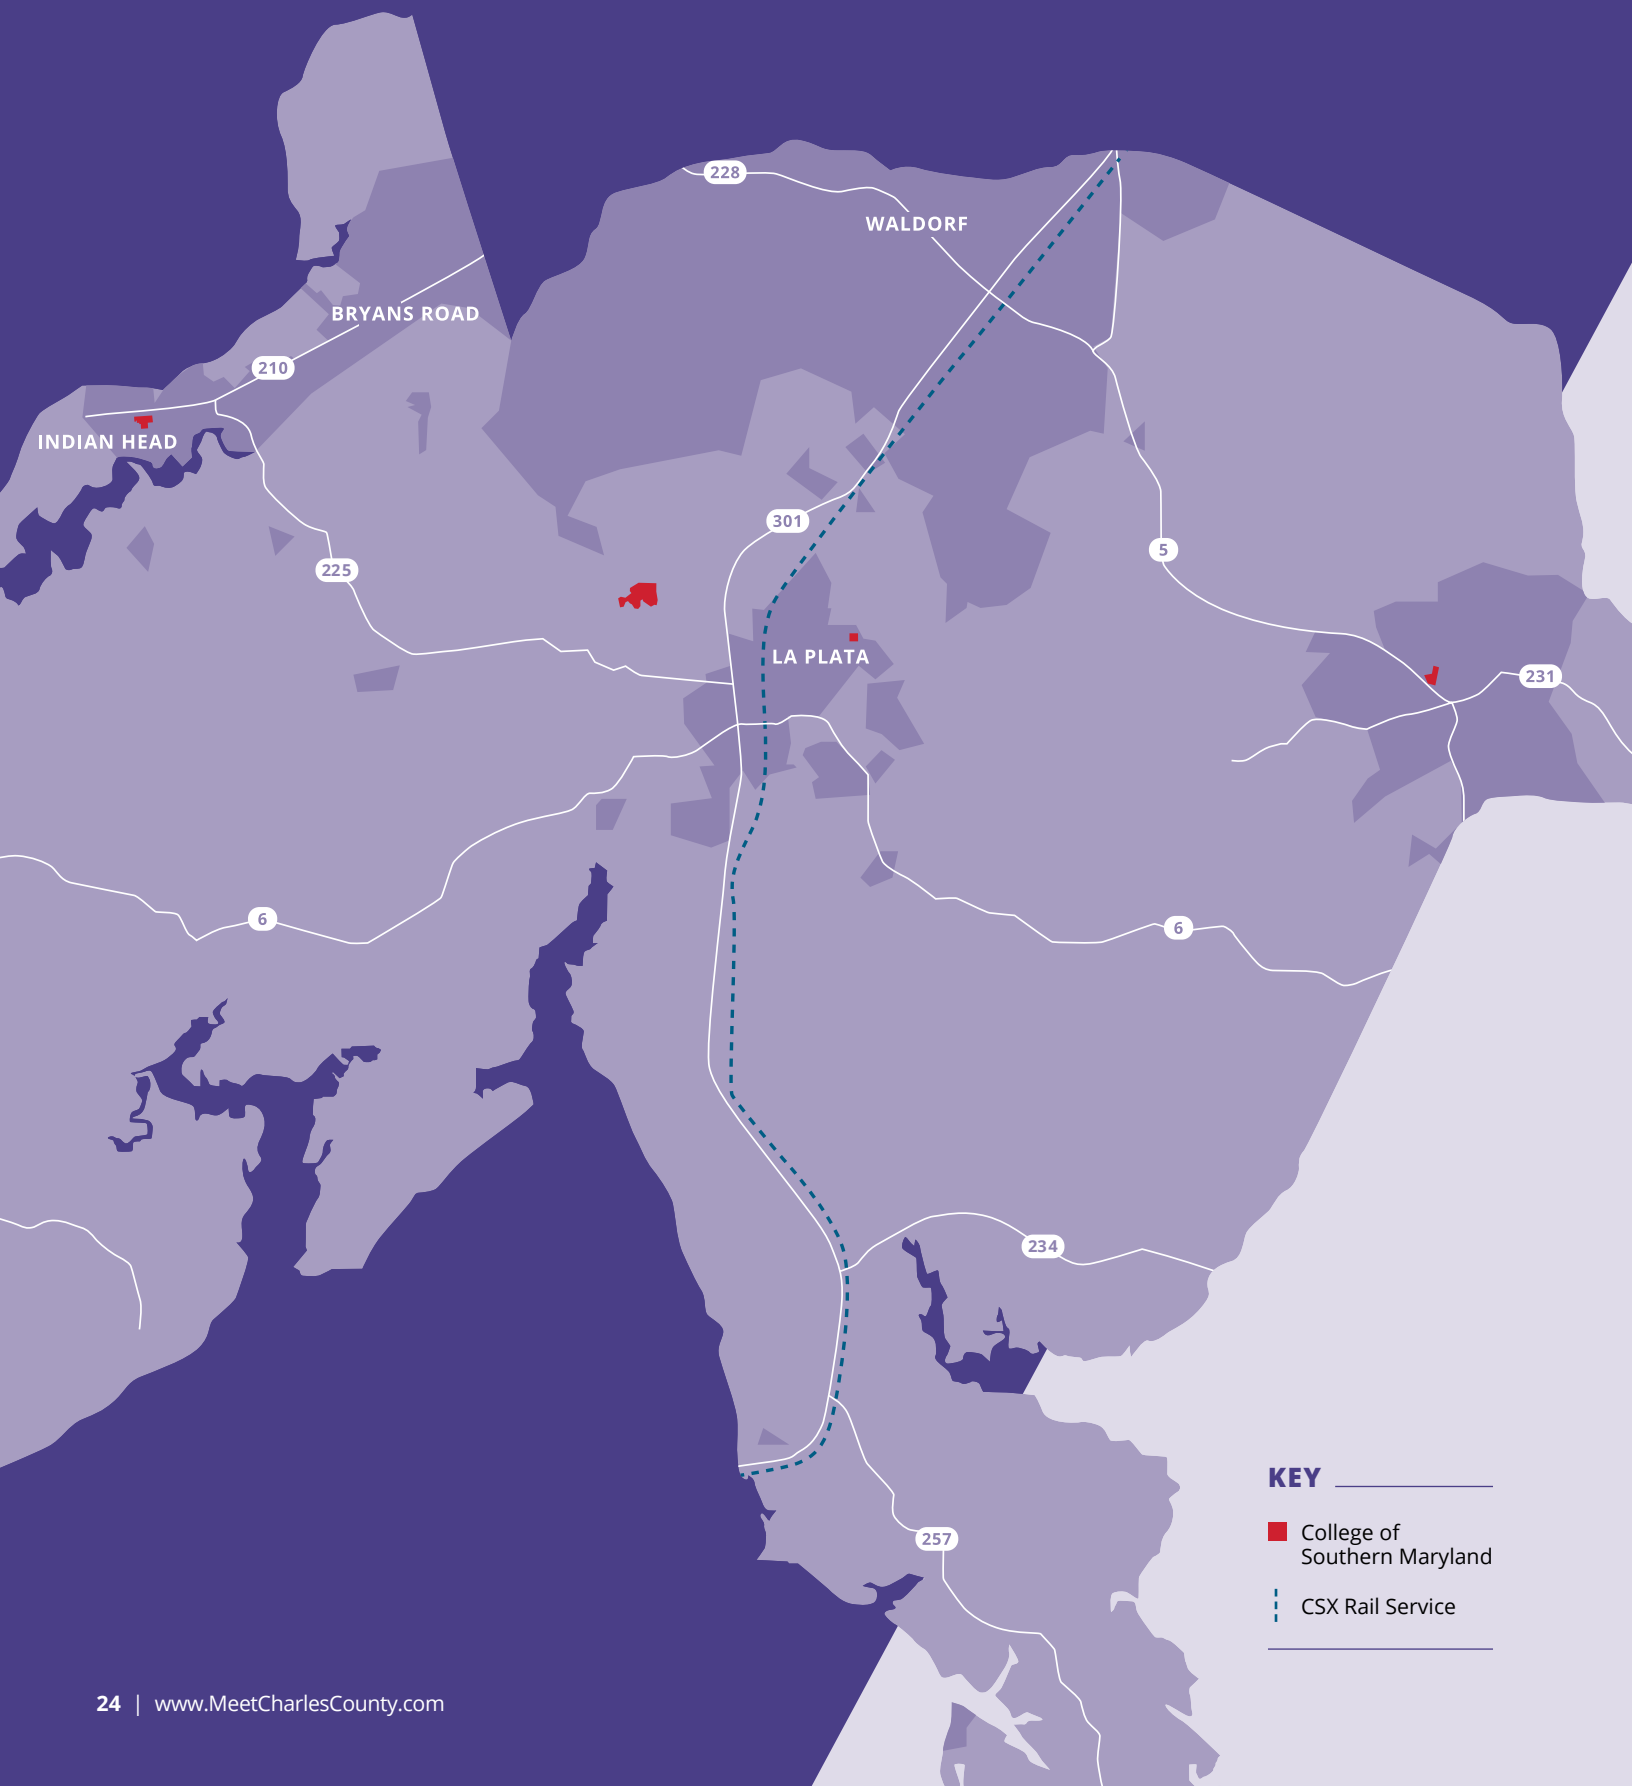 228
WALDORF
BRYANS ROAD
210
INDIAN HEAD
301
5
225
LA PLATA
231
6
6
234
257
KEY
College of
Southern Maryland
CSX Rail Service
24 | www.MeetCharlesCounty.com